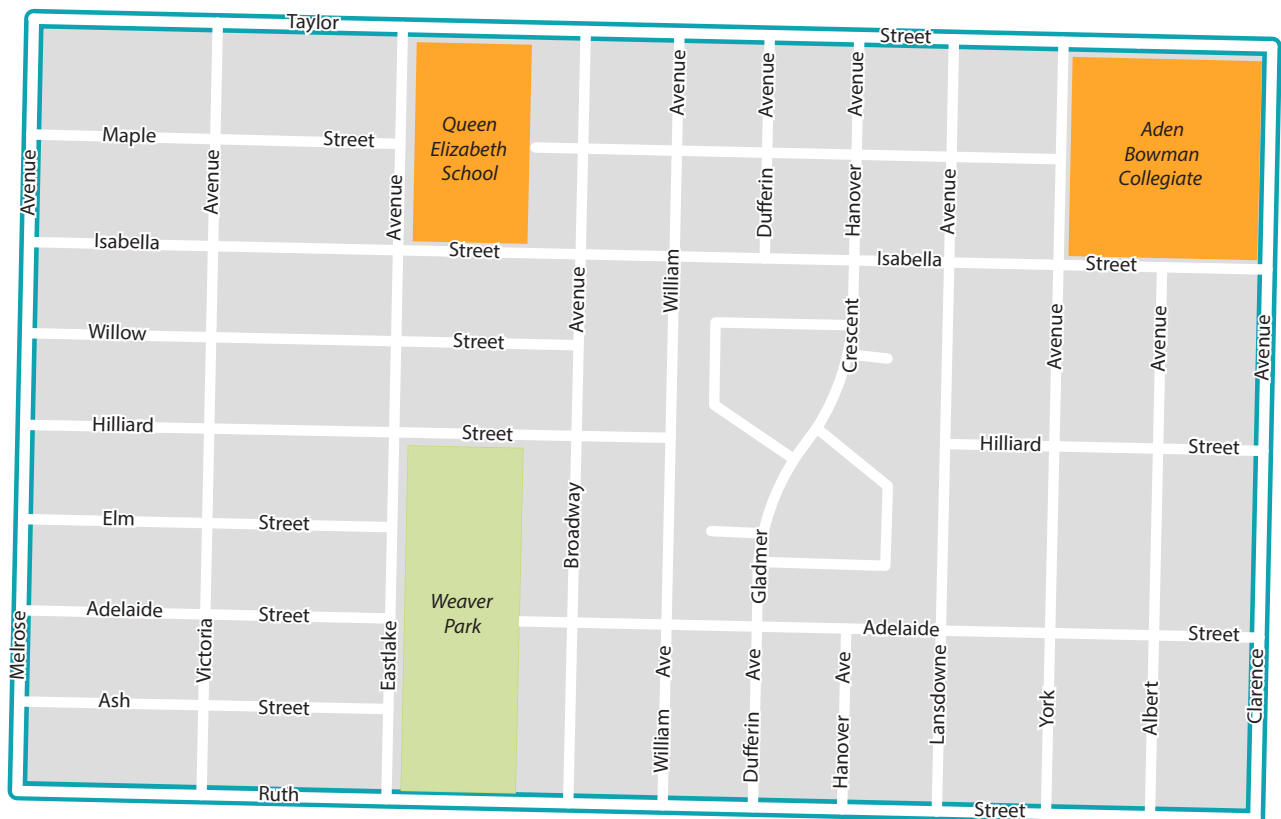 Taylor
Street
Maple
Street
Queen
Elizabeth
School
Aden
Bowman
Collegiate
Avenue
Avenue
Avenue
Avenue
Avenue
Avenue
Avenue
Dufferin
Hanover
Isabella
Street
Isabella
Street
Avenue
William
Willow
Street
Crescent
Avenue
Avenue
Avenue
Hilliard
Street
Hilliard
Street
Elm
Street
Broadway
Gladmer
Adelaide
Street
Weaver
Park
Adelaide
Street
Melrose
Victoria
Eastlake
Ash
Street
William Ave
Dufferin Ave
Hanover Ave
Lansdowne
York
Albert
Clarence
Ruth
Street